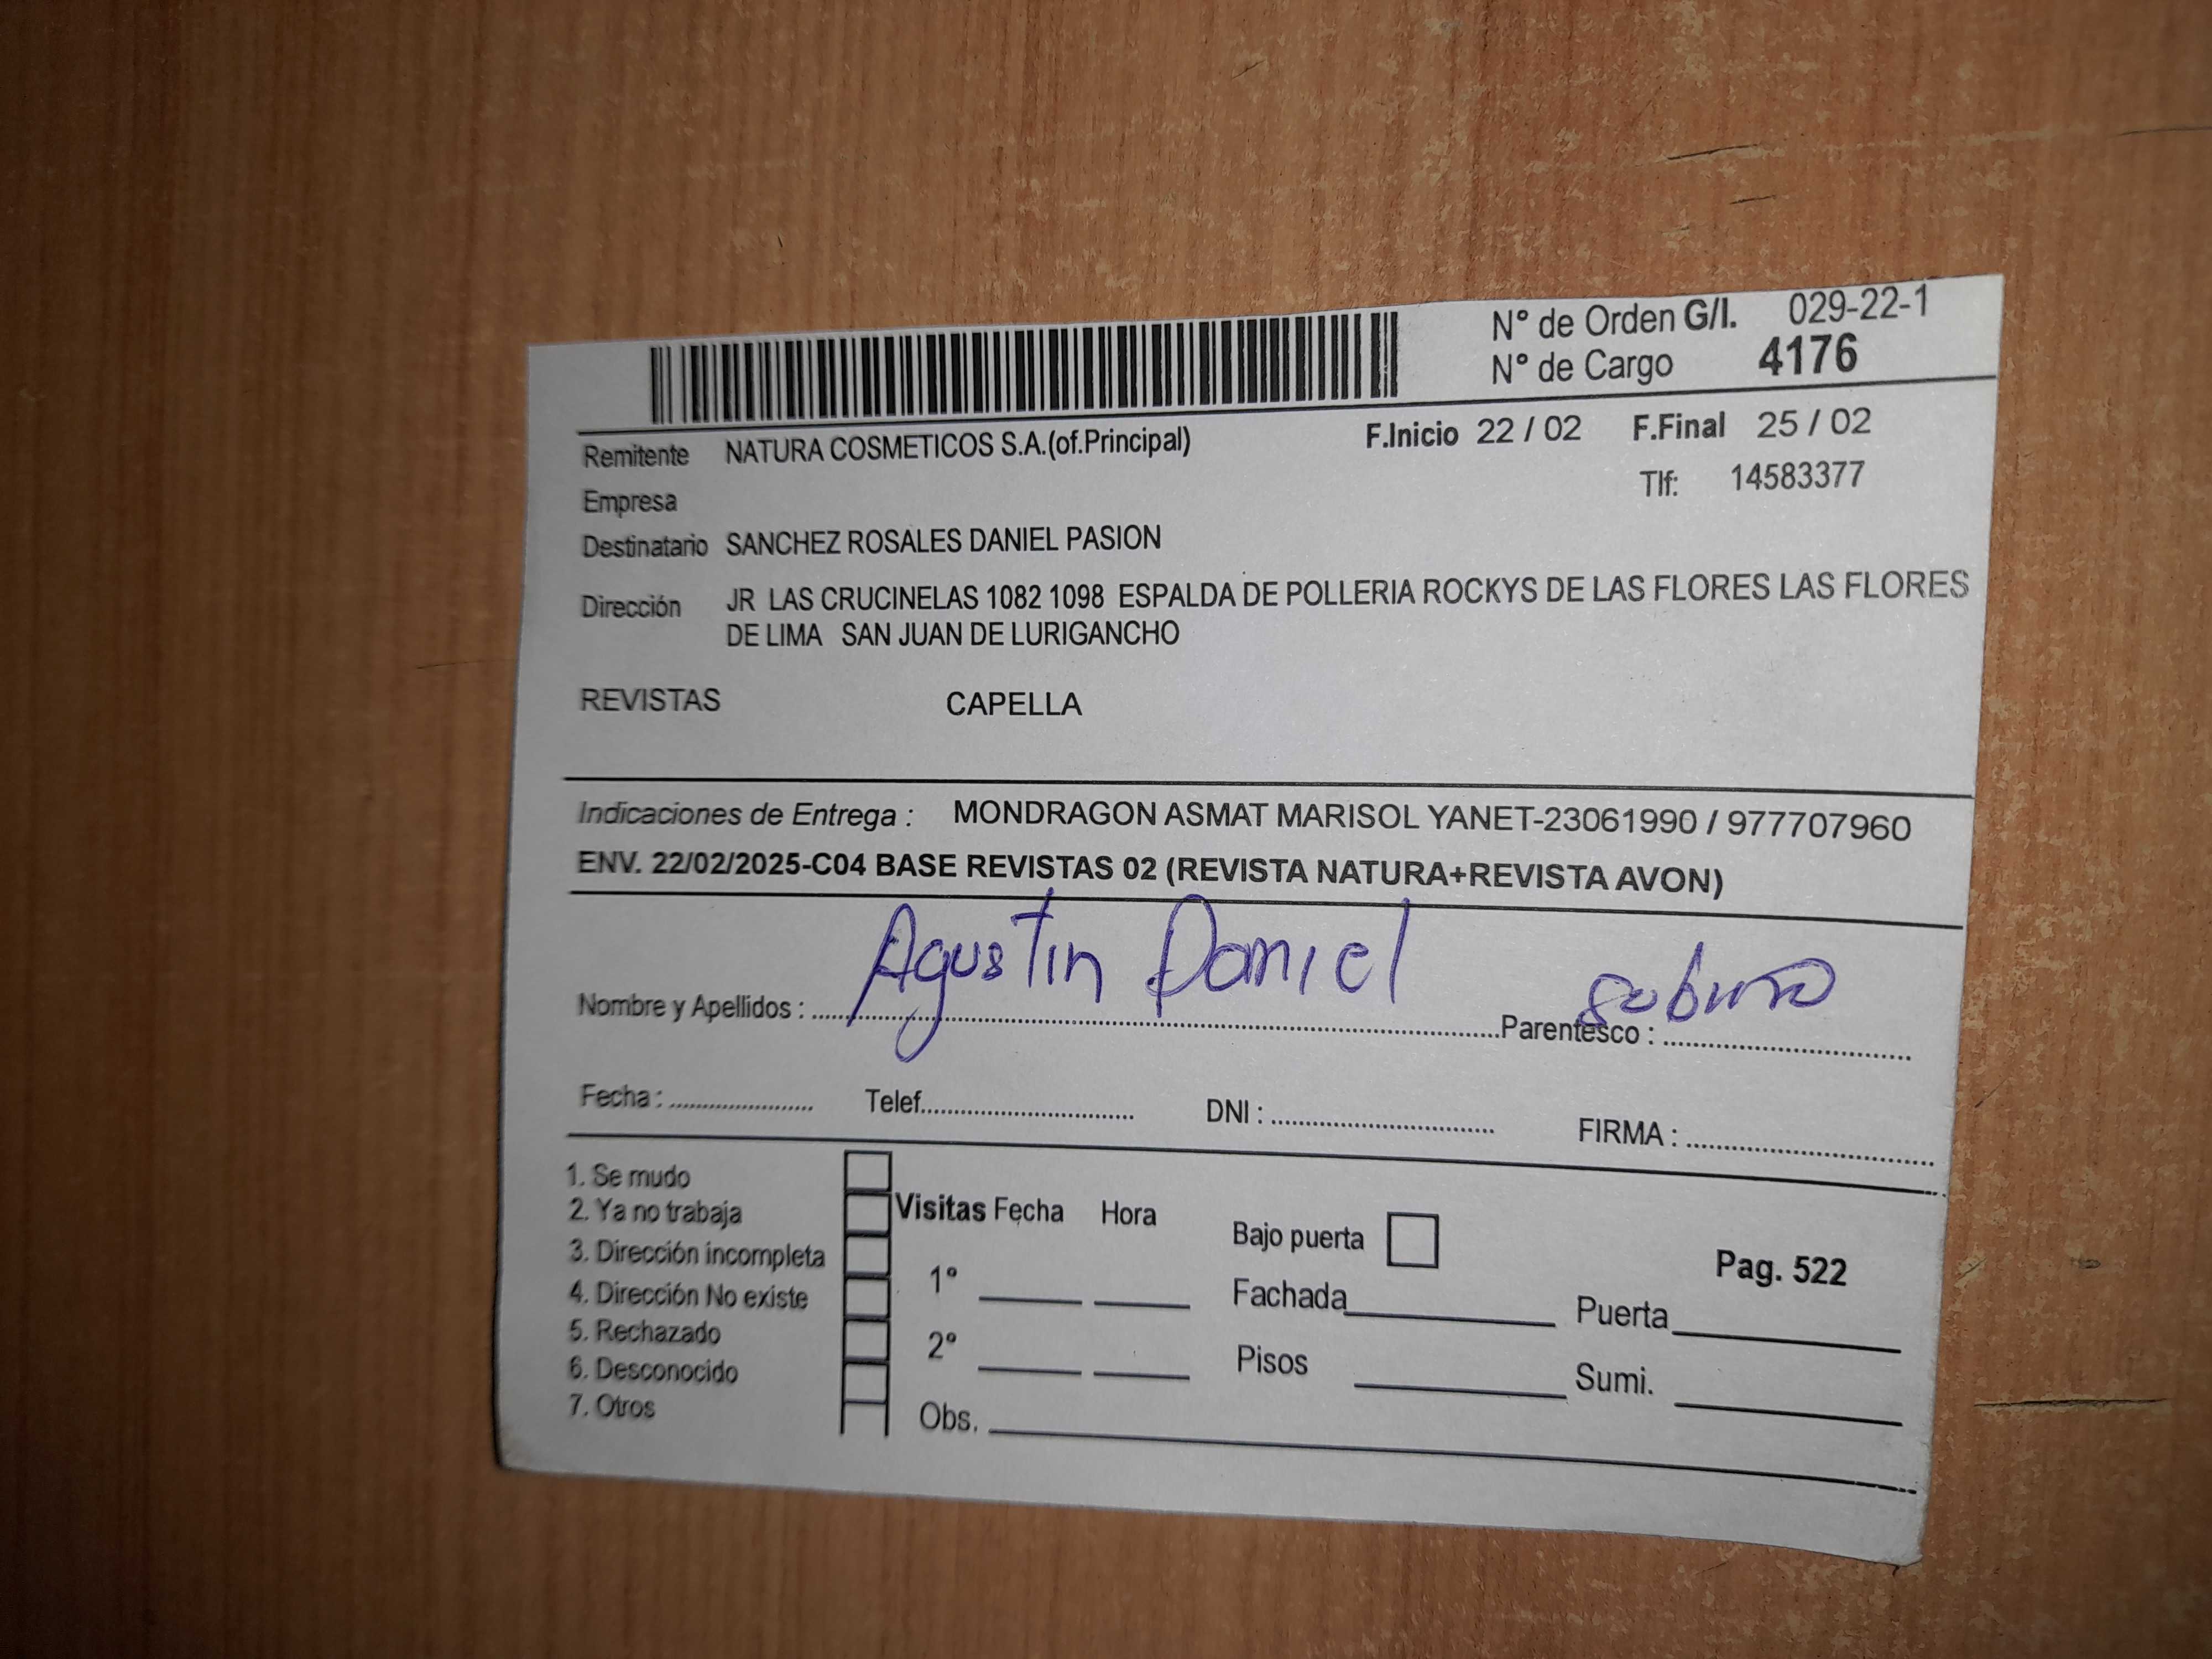 N° de Orden G/I. 029-22-1
N° de Cargo 4176
Remitente NATURA COSMETICOS S.A.(of.Principal) F.Inicio 22 / 02 F.Final 25 / 02
Empresa Tlf: 14583377
Destinatario SANCHEZ ROSALES DANIEL PASION
Dirección JR LAS CRUCINELAS 1082 1098 ESPALDA DE POLLERIA ROCKYS DE LAS FLORES LAS FLORES
DE LIMA SAN JUAN DE LURIGANCHO
REVISTAS CAPELLA
Indicaciones de Entrega : MONDRAGON ASMAT MARISOL YANET-23061990 / 977707960
ENV. 22/02/2025-C04 BASE REVISTAS 02 (REVISTA NATURA+REVISTA AVON)
Nombre y Apellidos : Agustin Daniel Parentesco : sobrino
Fecha : Telef. DNI : FIRMA :
1. Se mudo
2. Ya no trabaja
3. Dirección incompleta
4. Dirección No existe
5. Rechazado
6. Desconocido
7. Otros
Visitas Fecha Hora
1°
2°
Obs.
Bajo puerta
Fachada
Pisos
Pag. 522
Puerta
Sumi.